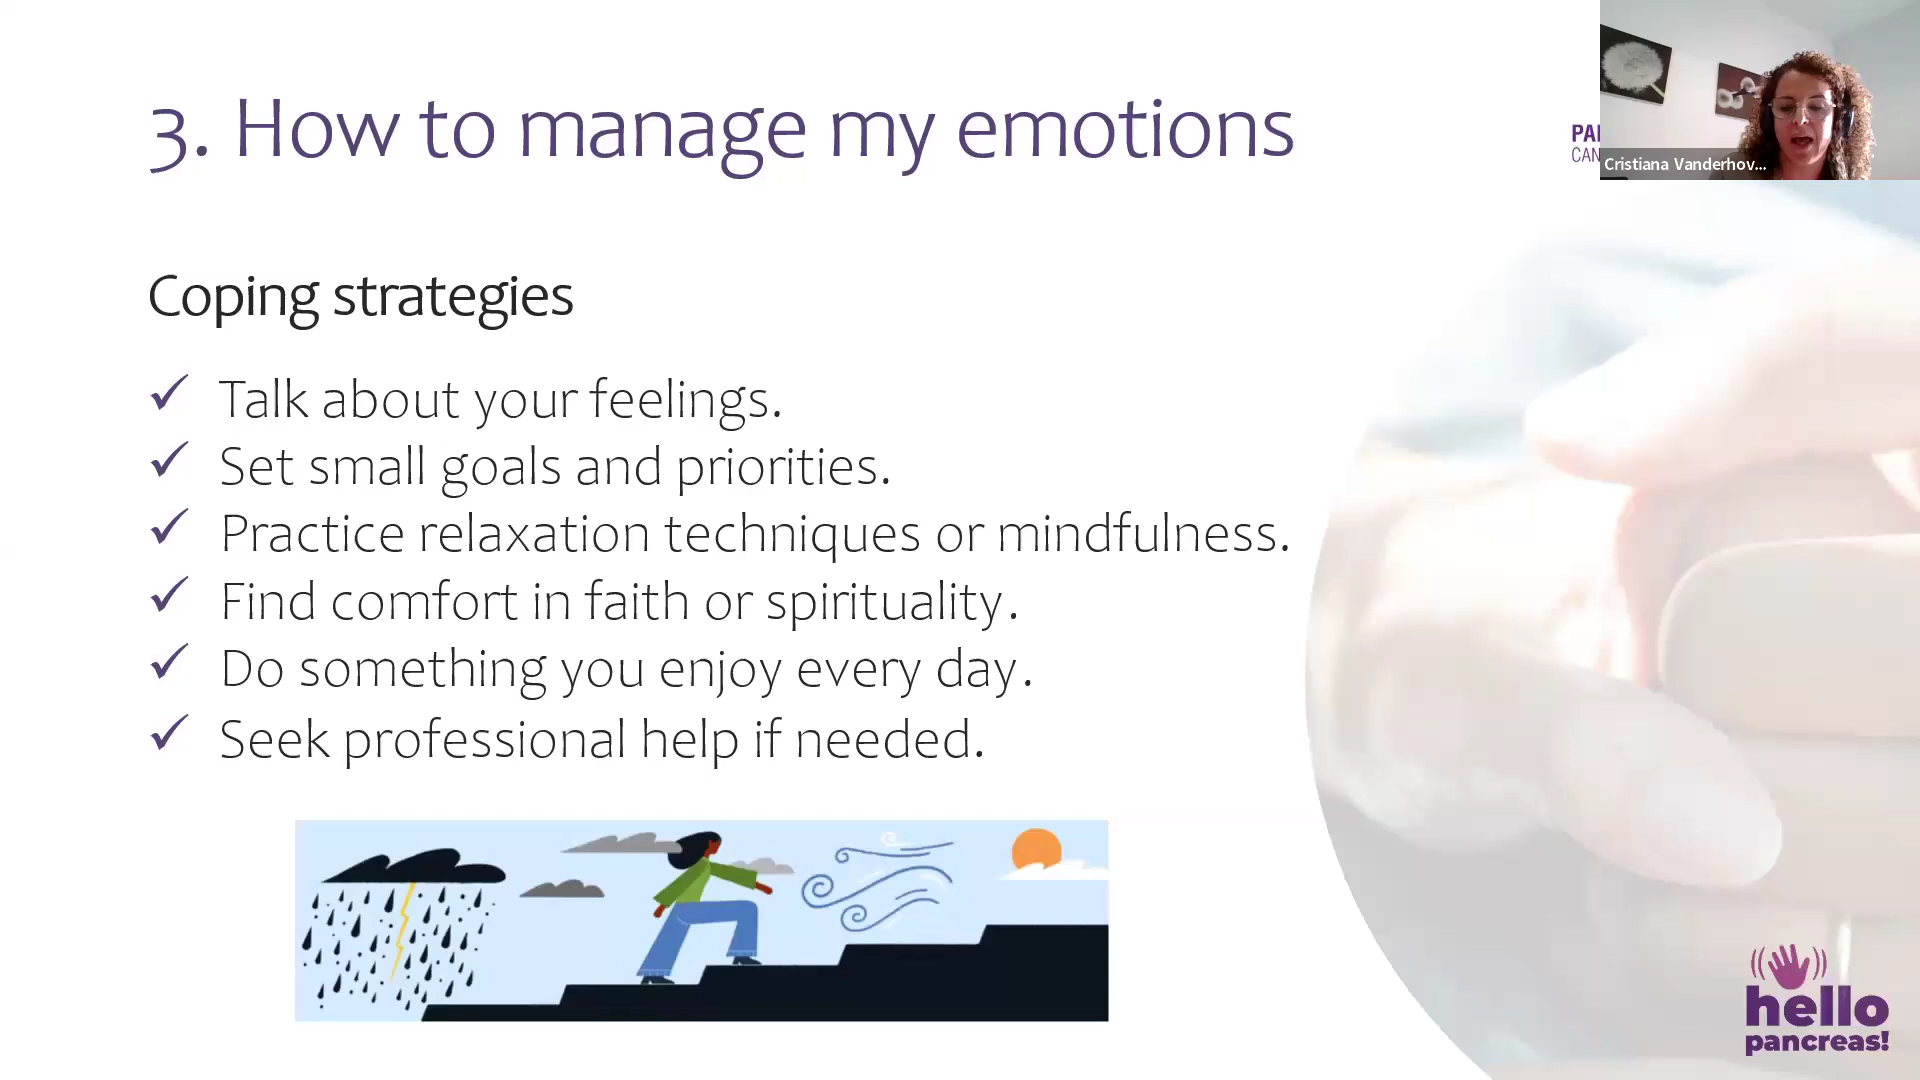 3. How to manage my emotions
Cristiana Vanderhov...
Coping strategies
✓ Talk about your feelings.
✓ Set small goals and priorities.
✓ Practice relaxation techniques or mindfulness.
✓ Find comfort in faith or spirituality.
✓ Do something you enjoy every day.
✓ Seek professional help if needed.
hello
pancreas!